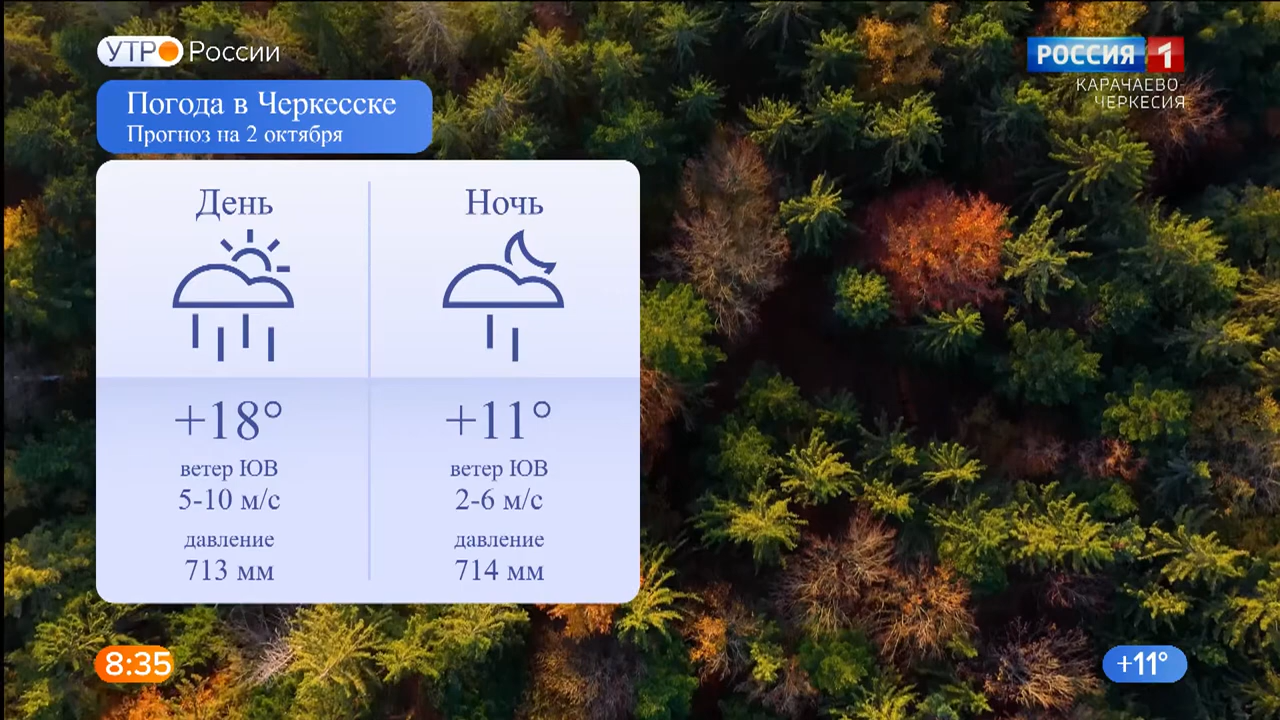 УТРО России
РОССИЯ 1
КАРАЧАЕВО
ЧЕРКЕСИЯ
Погода в Черкесске
Прогноз на 2 октября
День
Ночь
+18°
+11°
ветер ЮВ
ветер ЮВ
5-10 м/с
2-6 м/с
давление
давление
713 мм
714 мм
8:35
+11°